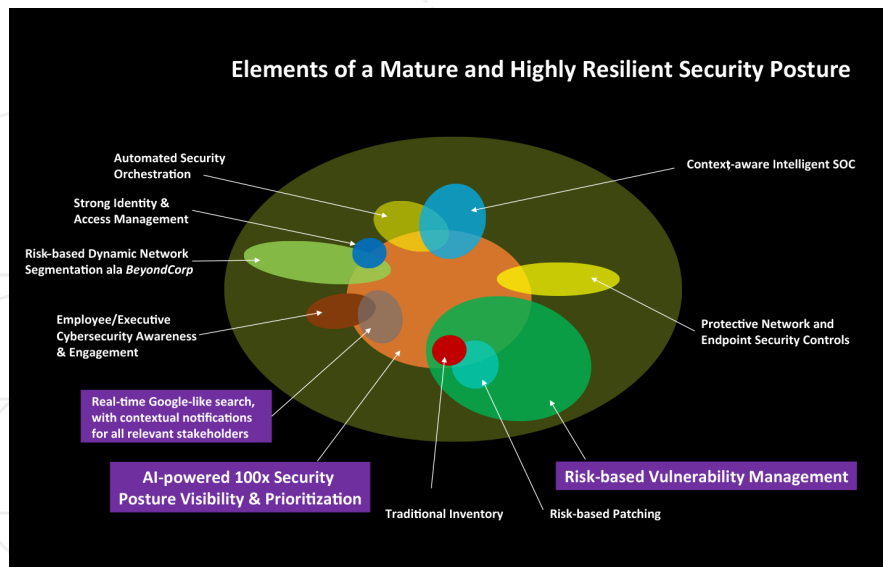 Elements of a Mature and Highly Resilient Security Posture
Automated Security
Orchestration
Context-aware Intelligent SOC
Strong Identity &
Access Management
Risk-based Dynamic Network
Segmentation ala BeyondCorp
Employee/Executive
Cybersecurity Awareness
& Engagement
Protective Network and
Endpoint Security Controls
Real-time Google-like search,
with contextual notifications
for all relevant stakeholders
AI-powered 100x Security
Posture Visibility & Prioritization
Risk-based Vulnerability Management
Traditional Inventory
Risk-based Patching